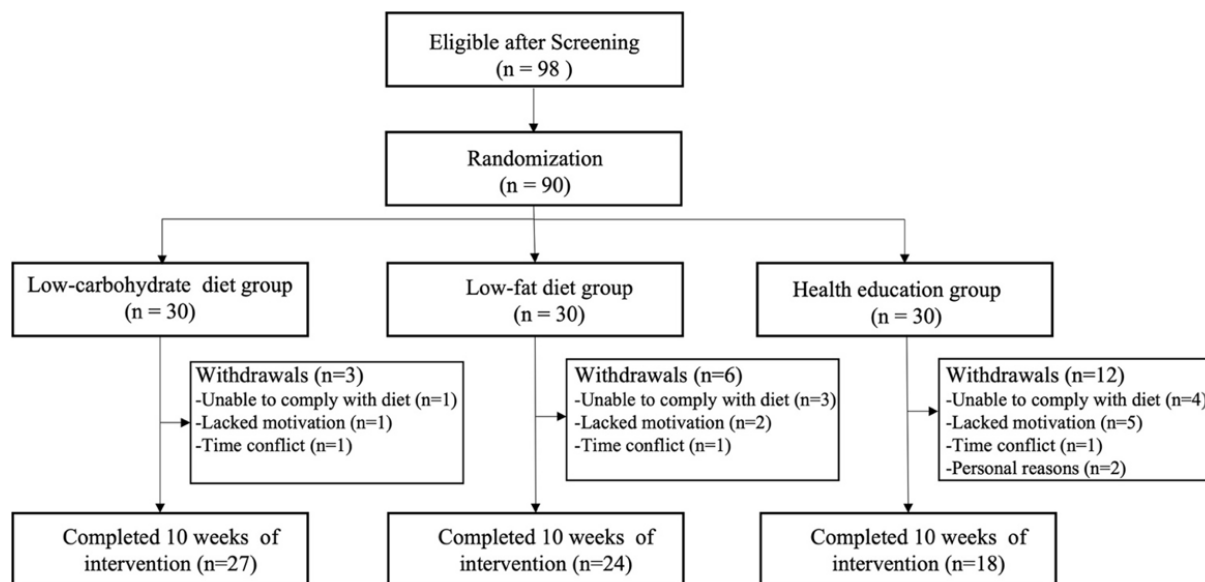 Eligible after Screening
(n = 98 )
Randomization
(n = 90)
Low-carbohydrate diet group
(n = 30)
Low-fat diet group
(n = 30)
Health education group
(n = 30)
Withdrawals (n=3)
-Unable to comply with diet (n=1)
-Lacked motivation (n=1)
-Time conflict (n=1)
Withdrawals (n=6)
-Unable to comply with diet (n=3)
-Lacked motivation (n=2)
-Time conflict (n=1)
Withdrawals (n=12)
-Unable to comply with diet (n=4)
-Lacked motivation (n=5)
-Time conflict (n=1)
-Personal reasons (n=2)
Completed 10 weeks of
intervention (n=27)
Completed 10 weeks of
intervention (n=24)
Completed 10 weeks of
intervention (n=18)